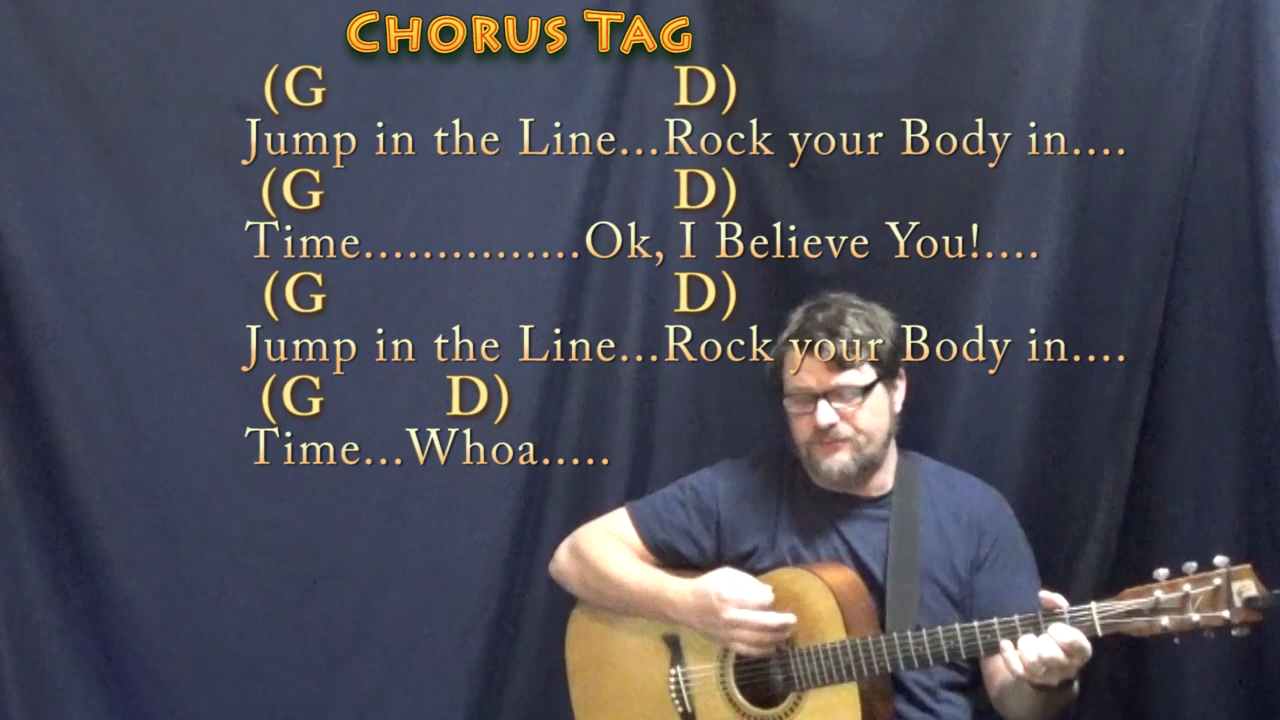 Chorus Tag
(G D)
Jump in the Line...Rock your Body in....
(G D)
Time...............Ok, I Believe You!....
(G D)
Jump in the Line...Rock your Body in....
(G D)
Time...Whoa.....